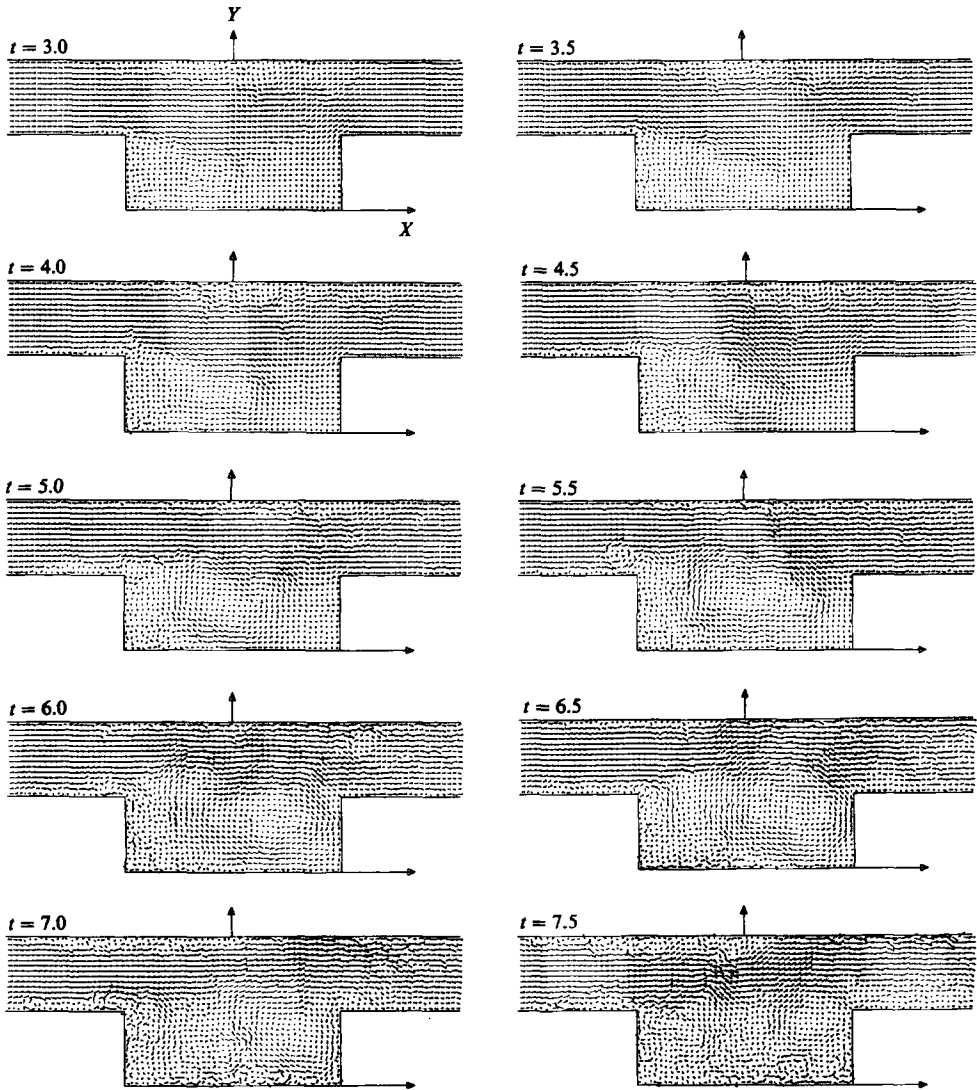 Y
t = 3.0
t = 3.5
X
t = 4.0
t = 4.5
t = 5.0
t = 5.5
t = 6.0
t = 6.5
t = 7.0
t = 7.5